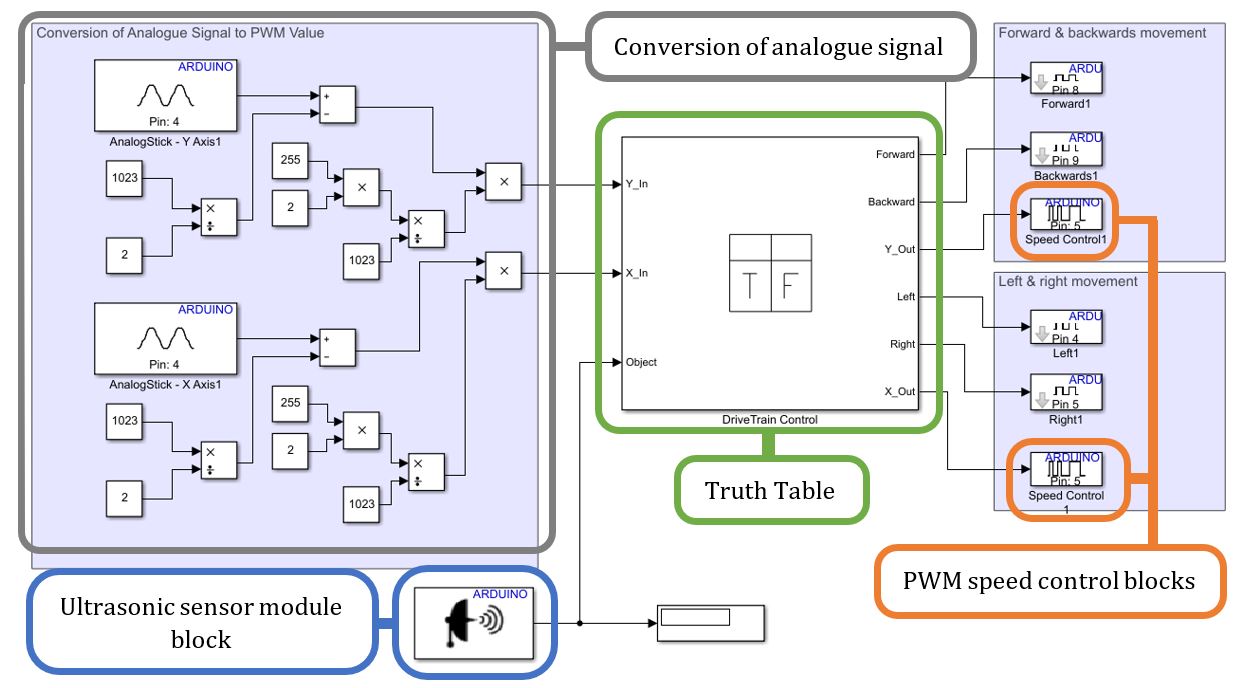 Conversion of Analogue Signal to PWM Value
Conversion of analogue signal
Forward & backwards movement
ARDUINO
Pin: 4
AnalogStick - Y Axis1
+
−
1023
2
×
÷
255
2
×
1023
×
÷
×
ARDUINO
Pin: 4
AnalogStick - X Axis1
+
−
1023
2
×
÷
255
2
×
1023
×
÷
×
Y_In
X_In
Object
T F
Forward
Backward
Y_Out
Left
Right
X_Out
DriveTrain Control
Truth Table
ARDU
Pin 8
Forward1
ARDU
Pin 9
Backwards1
ARDUINO
Pin: 5
Speed Control1
Left & right movement
ARDU
Pin 4
Left1
ARDU
Pin 5
Right1
ARDUINO
Pin: 5
Speed Control
1
PWM speed control blocks
Ultrasonic sensor module
block
ARDUINO